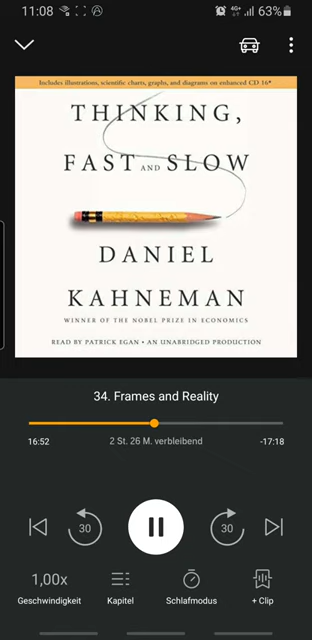 11:08 4G+ 63%
Includes illustrations, scientific charts, graphs, and diagrams on enhanced CD 16*
THINKING,
FAST AND SLOW
DANIEL
KAHNEMAN
WINNER OF THE NOBEL PRIZE IN ECONOMICS
READ BY PATRICK EGAN • AN UNABRIDGED PRODUCTION
34. Frames and Reality
16:52 2 St. 26 M. verbleibend -17:18
30 30
1,00x
Geschwindigkeit Kapitel Schlafmodus + Clip